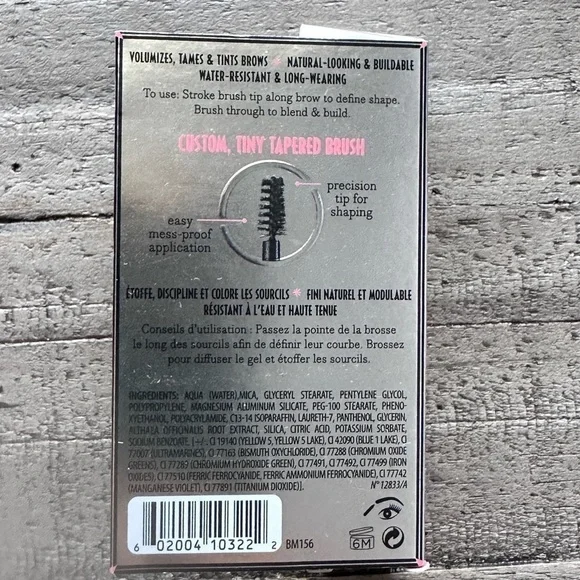 VOLUMIZES, TAMES & TINTS BROWS * NATURAL-LOOKING & BUILDABLE
WATER-RESISTANT & LONG-WEARING
To use: Stroke brush tip along brow to define shape.
Brush through to blend & build.
CUSTOM, TINY TAPERED BRUSH
precision
tip for
shaping
easy
mess-proof
application
ÉTOFFE, DISCIPLINE ET COLORE LES SOURCILS * FINI NATUREL ET MODULABLE
RÉSISTANT À L'EAU ET HAUTE TENUE
Conseils d'utilisation : Passez la pointe de la brosse
le long des sourcils afin de définir leur courbe. Brossez
pour diffuser le gel et étoffer les sourcils.
INGREDIENTS: AQUA (WATER), MICA, GLYCERYL STEARATE, PENTYLENE GLYCOL,
POLYPROPYLENE, MAGNESIUM ALUMINUM SILICATE, PEG-100 STEARATE, PHENO-
XYETHANOL, POLYACRYLAMIDE, C13-14 ISOPARAFFIN, LAURETH-7, PANTHENOL, GLYCERIN,
ALTHAEA OFFICINALIS ROOT EXTRACT, SILICA, CITRIC ACID, POTASSIUM SORBATE,
SODIUM BENZOATE, [+/-: CI 19140 (YELLOW 5, YELLOW 5 LAKE), CI 42090 (BLUE 1 LAKE), CI
77007 (ULTRAMARINES), CI 77163 (BISMUTH OXYCHLORIDE), CI 77288 (CHROMIUM OXIDE
GREENS), CI 77289 (CHROMIUM HYDROXIDE GREEN), CI 77491, CI 77492, CI 77499 (IRON
OXIDES), CI 77510 (FERRIC FERROCYANIDE, FERRIC AMMONIUM FERROCYANIDE), CI 77742
(MANGANESE VIOLET), CI 77891 (TITANIUM DIOXIDE)].
N° 12833/A
6 02004 10322 2
BM156
6M